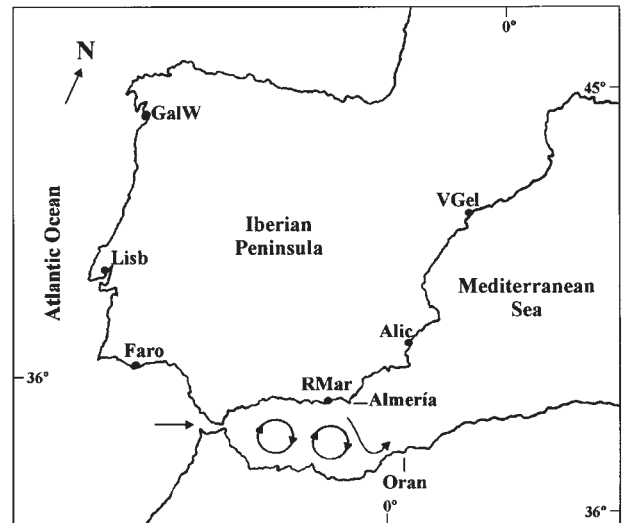 0°
N
45°
GalW
VGel
Iberian
Peninsula
Atlantic Ocean
Lisb
Mediterranean
Sea
Alic
Faro
36°
RMar
Almería
Oran
0°
36°